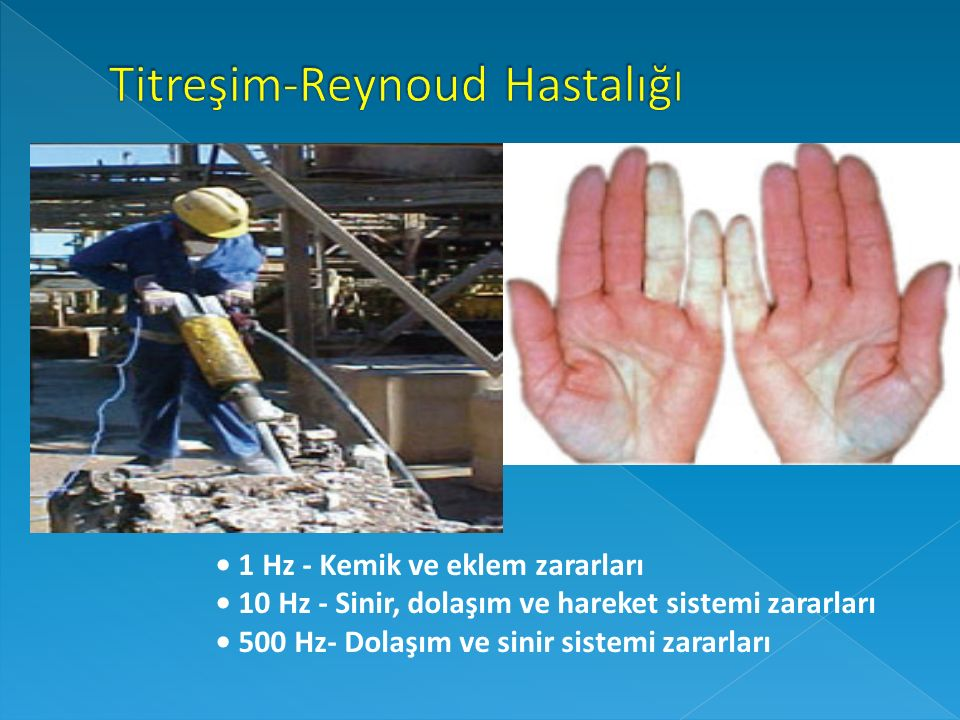 Titreşim-Reynoud Hastalığı
• 1 Hz - Kemik ve eklem zararları
• 10 Hz - Sinir, dolaşım ve hareket sistemi zararları
• 500 Hz- Dolaşım ve sinir sistemi zararları